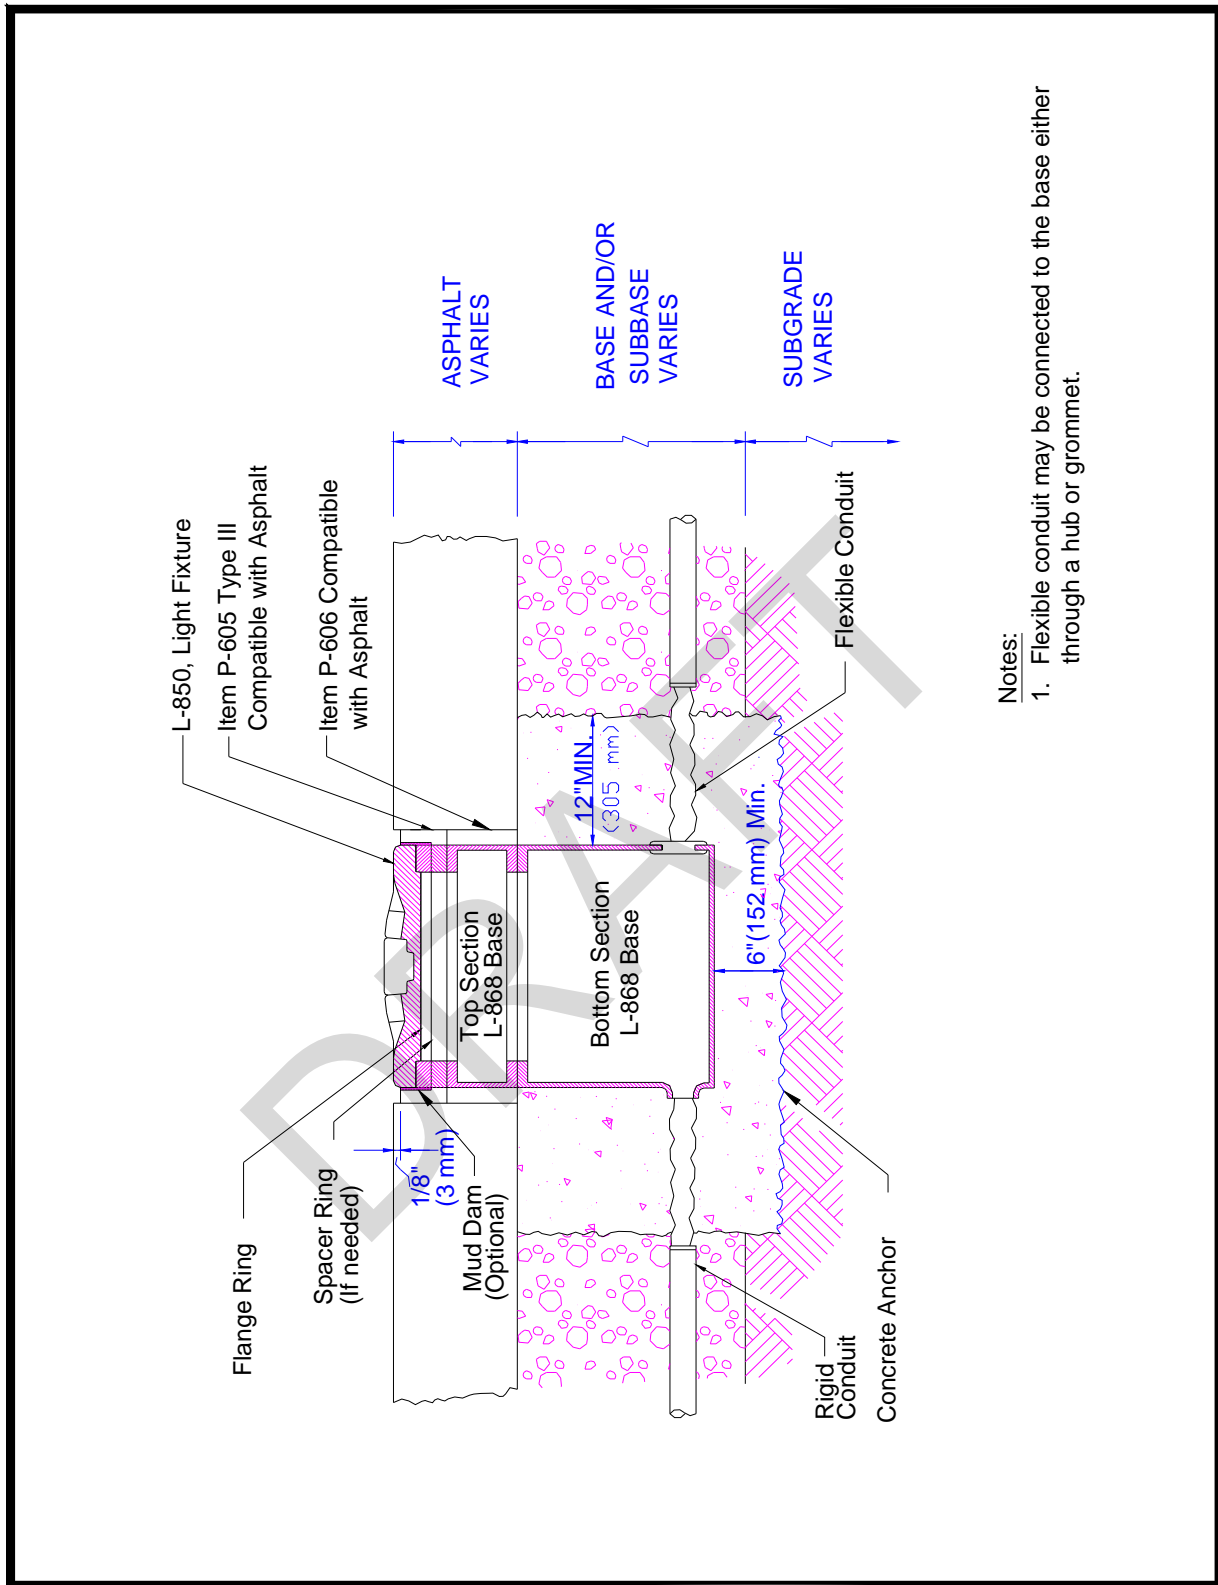 L-850, Light Fixture
Item P-605 Type III
Compatible with Asphalt
Item P-606 Compatible
with Asphalt
Flange Ring
Spacer Ring
(If needed)
1/8"
(3 mm)
Mud Dam
(Optional)
Top Section
L-868 Base
Bottom Section
L-868 Base
12"MIN.
(305 mm)
6"(152 mm) Min.
ASPHALT
VARIES
BASE AND/OR
SUBBASE
VARIES
SUBGRADE
VARIES
Flexible Conduit
Rigid
Conduit
Concrete Anchor
DRAFT
Notes:
1. Flexible conduit may be connected to the base either
through a hub or grommet.